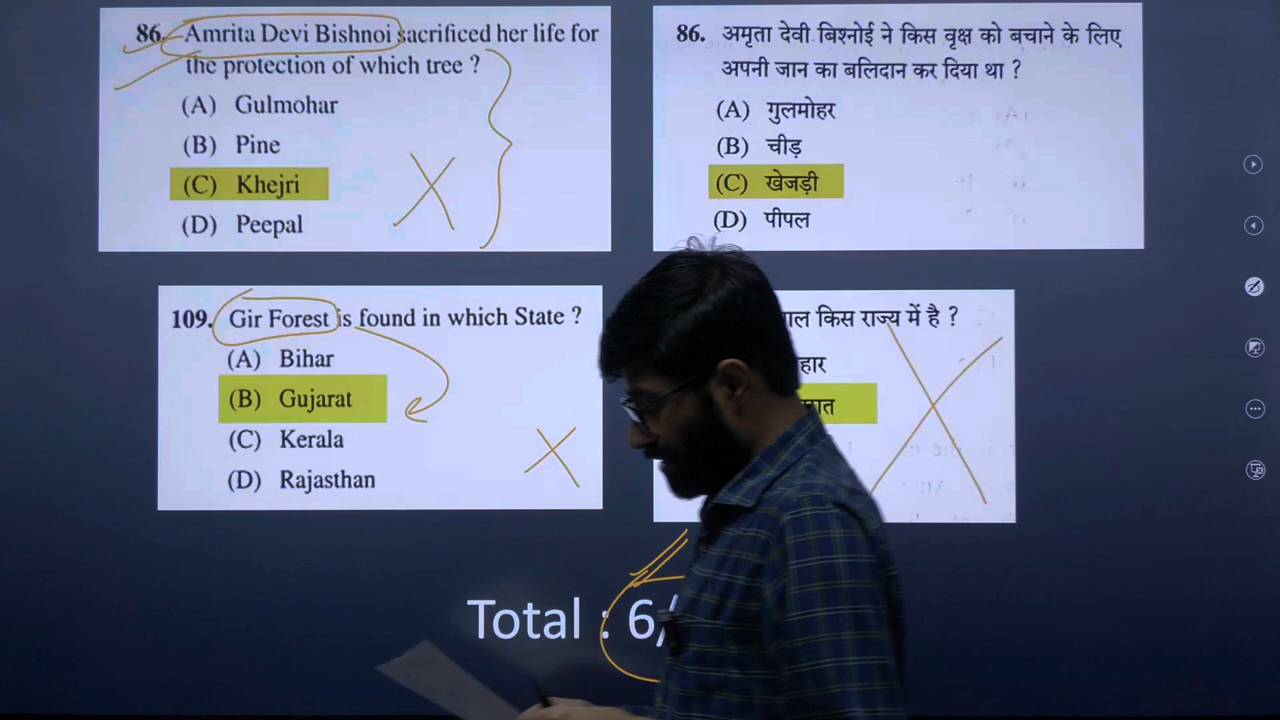 86. Amrita Devi Bishnoi sacrificed her life for
the protection of which tree ?
(A) Gulmohar
(B) Pine
(C) Khejri
(D) Peepal
86. अमृता देवी बिश्नोई ने किस वृक्ष को बचाने के लिए
अपनी जान का बलिदान कर दिया था ?
(A) गुलमोहर
(B) चीड़
(C) खेजड़ी
(D) पीपल
109. Gir Forest is found in which State ?
(A) Bihar
(B) Gujarat
(C) Kerala
(D) Rajasthan
किस राज्य में है ?
Total : 6/